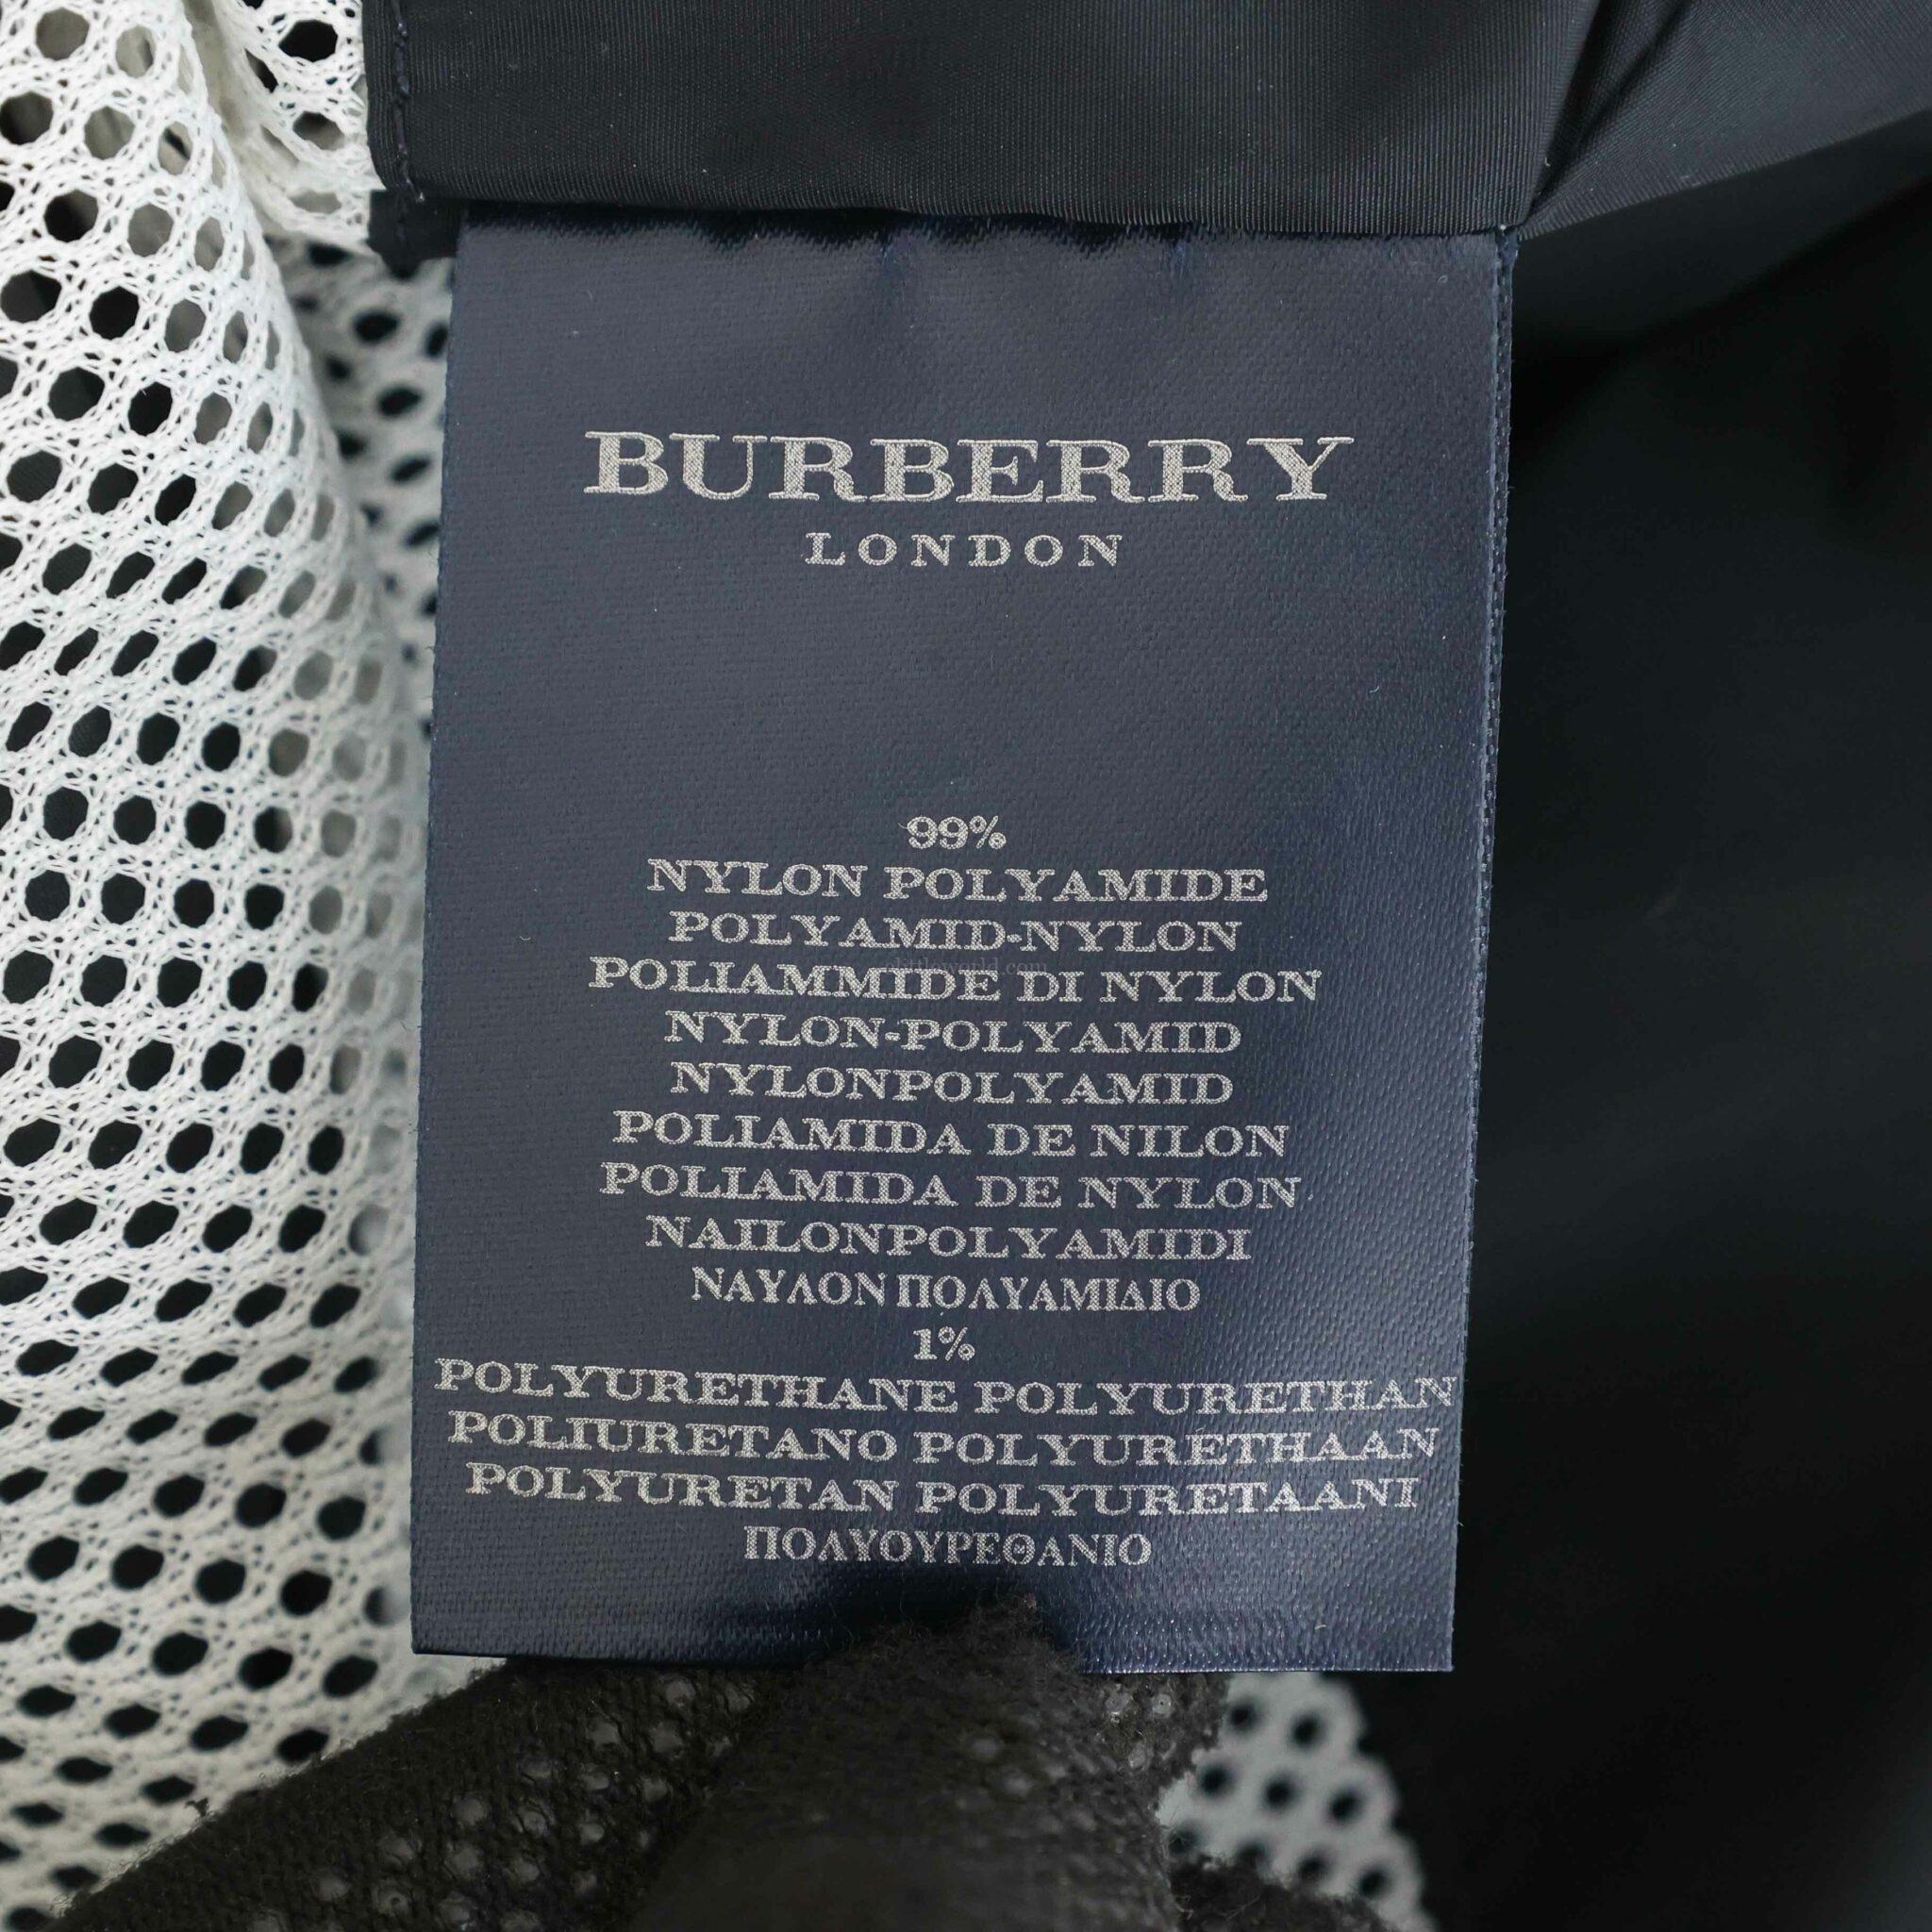 BURBERRY
LONDON
99%
NYLON POLYAMIDE
POLYAMID-NYLON
POLIAMMIDE DI NYLON
NYLON-POLYAMID
NYLONPOLYAMID
POLIAMIDA DE NILON
POLIAMIDA DE NYLON
NAILONPOLYAMIDI
ΝΑΥΛΟΝ ΠΟΛΥΑΜΙΔΙΟ
1%
POLYURETHANE POLYURETHAN
POLIURETANO POLYURETHAAN
POLYURETAN POLYURETAANI
ΠΟΛΥΟΥΡΕΘΑΝΙΟ